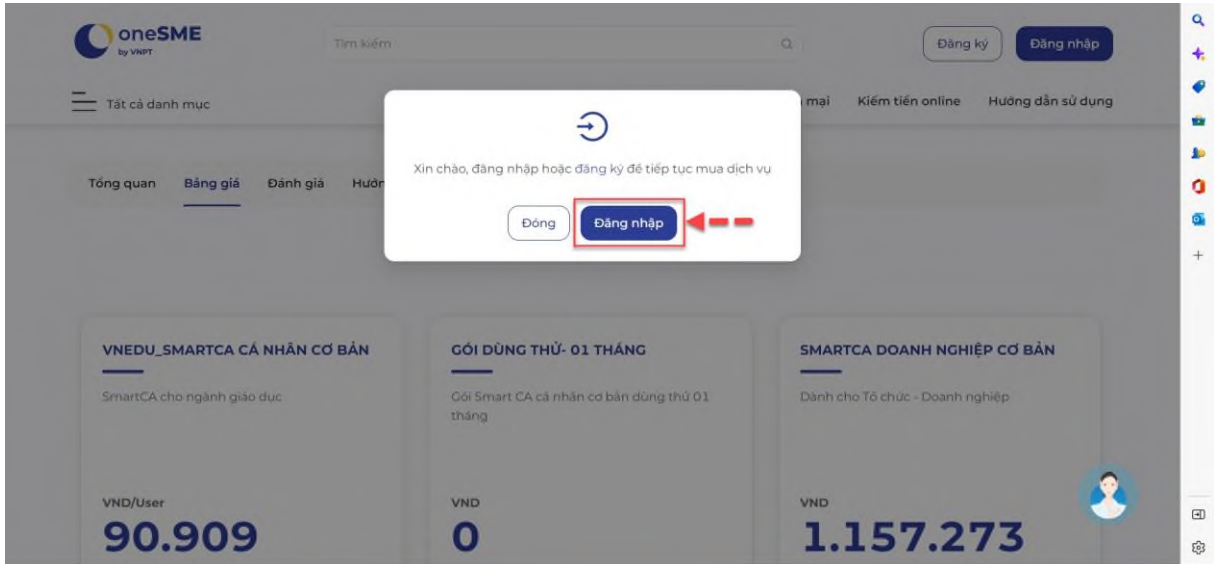 oneSME
by VNPT
Tìm kiếm
Đăng ký
Đăng nhập
Tất cả danh mục
mại
Kiếm tiền online
Hướng dẫn sử dụng
Xin chào, đăng nhập hoặc đăng ký để tiếp tục mua dịch vụ
Đóng
Đăng nhập
Tổng quan
Bảng giá
Đánh giá
Hướn
VNEDU_SMARTCA CÁ NHÂN CƠ BẢN
SmartCA cho ngành giáo dục
VND/User
90.909
GÓI DÙNG THỬ- 01 THÁNG
Gói Smart CA cá nhân cơ bản dùng thử 01
tháng
VND
0
SMARTCA DOANH NGHIỆP CƠ BẢN
Dành cho Tổ chức - Doanh nghiệp
VND
1.157.273